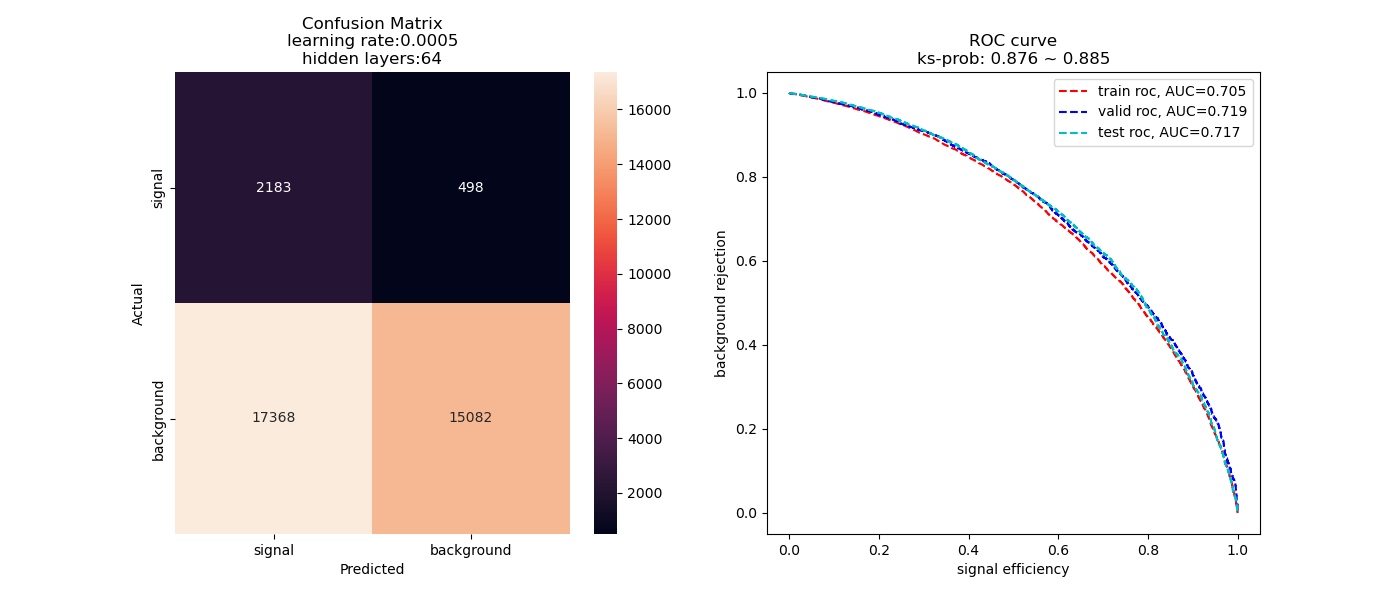 Confusion Matrix
learning rate:0.0005
hidden layers:64
signal
background
Actual
2183
498
17368
15082
signal
background
Predicted
16000
14000
12000
10000
8000
6000
4000
2000
ROC curve
ks-prob: 0.876 ~ 0.885
train roc, AUC=0.705
valid roc, AUC=0.719
test roc, AUC=0.717
background rejection
1.0
0.8
0.6
0.4
0.2
0.0
0.0
0.2
0.4
0.6
0.8
1.0
signal efficiency